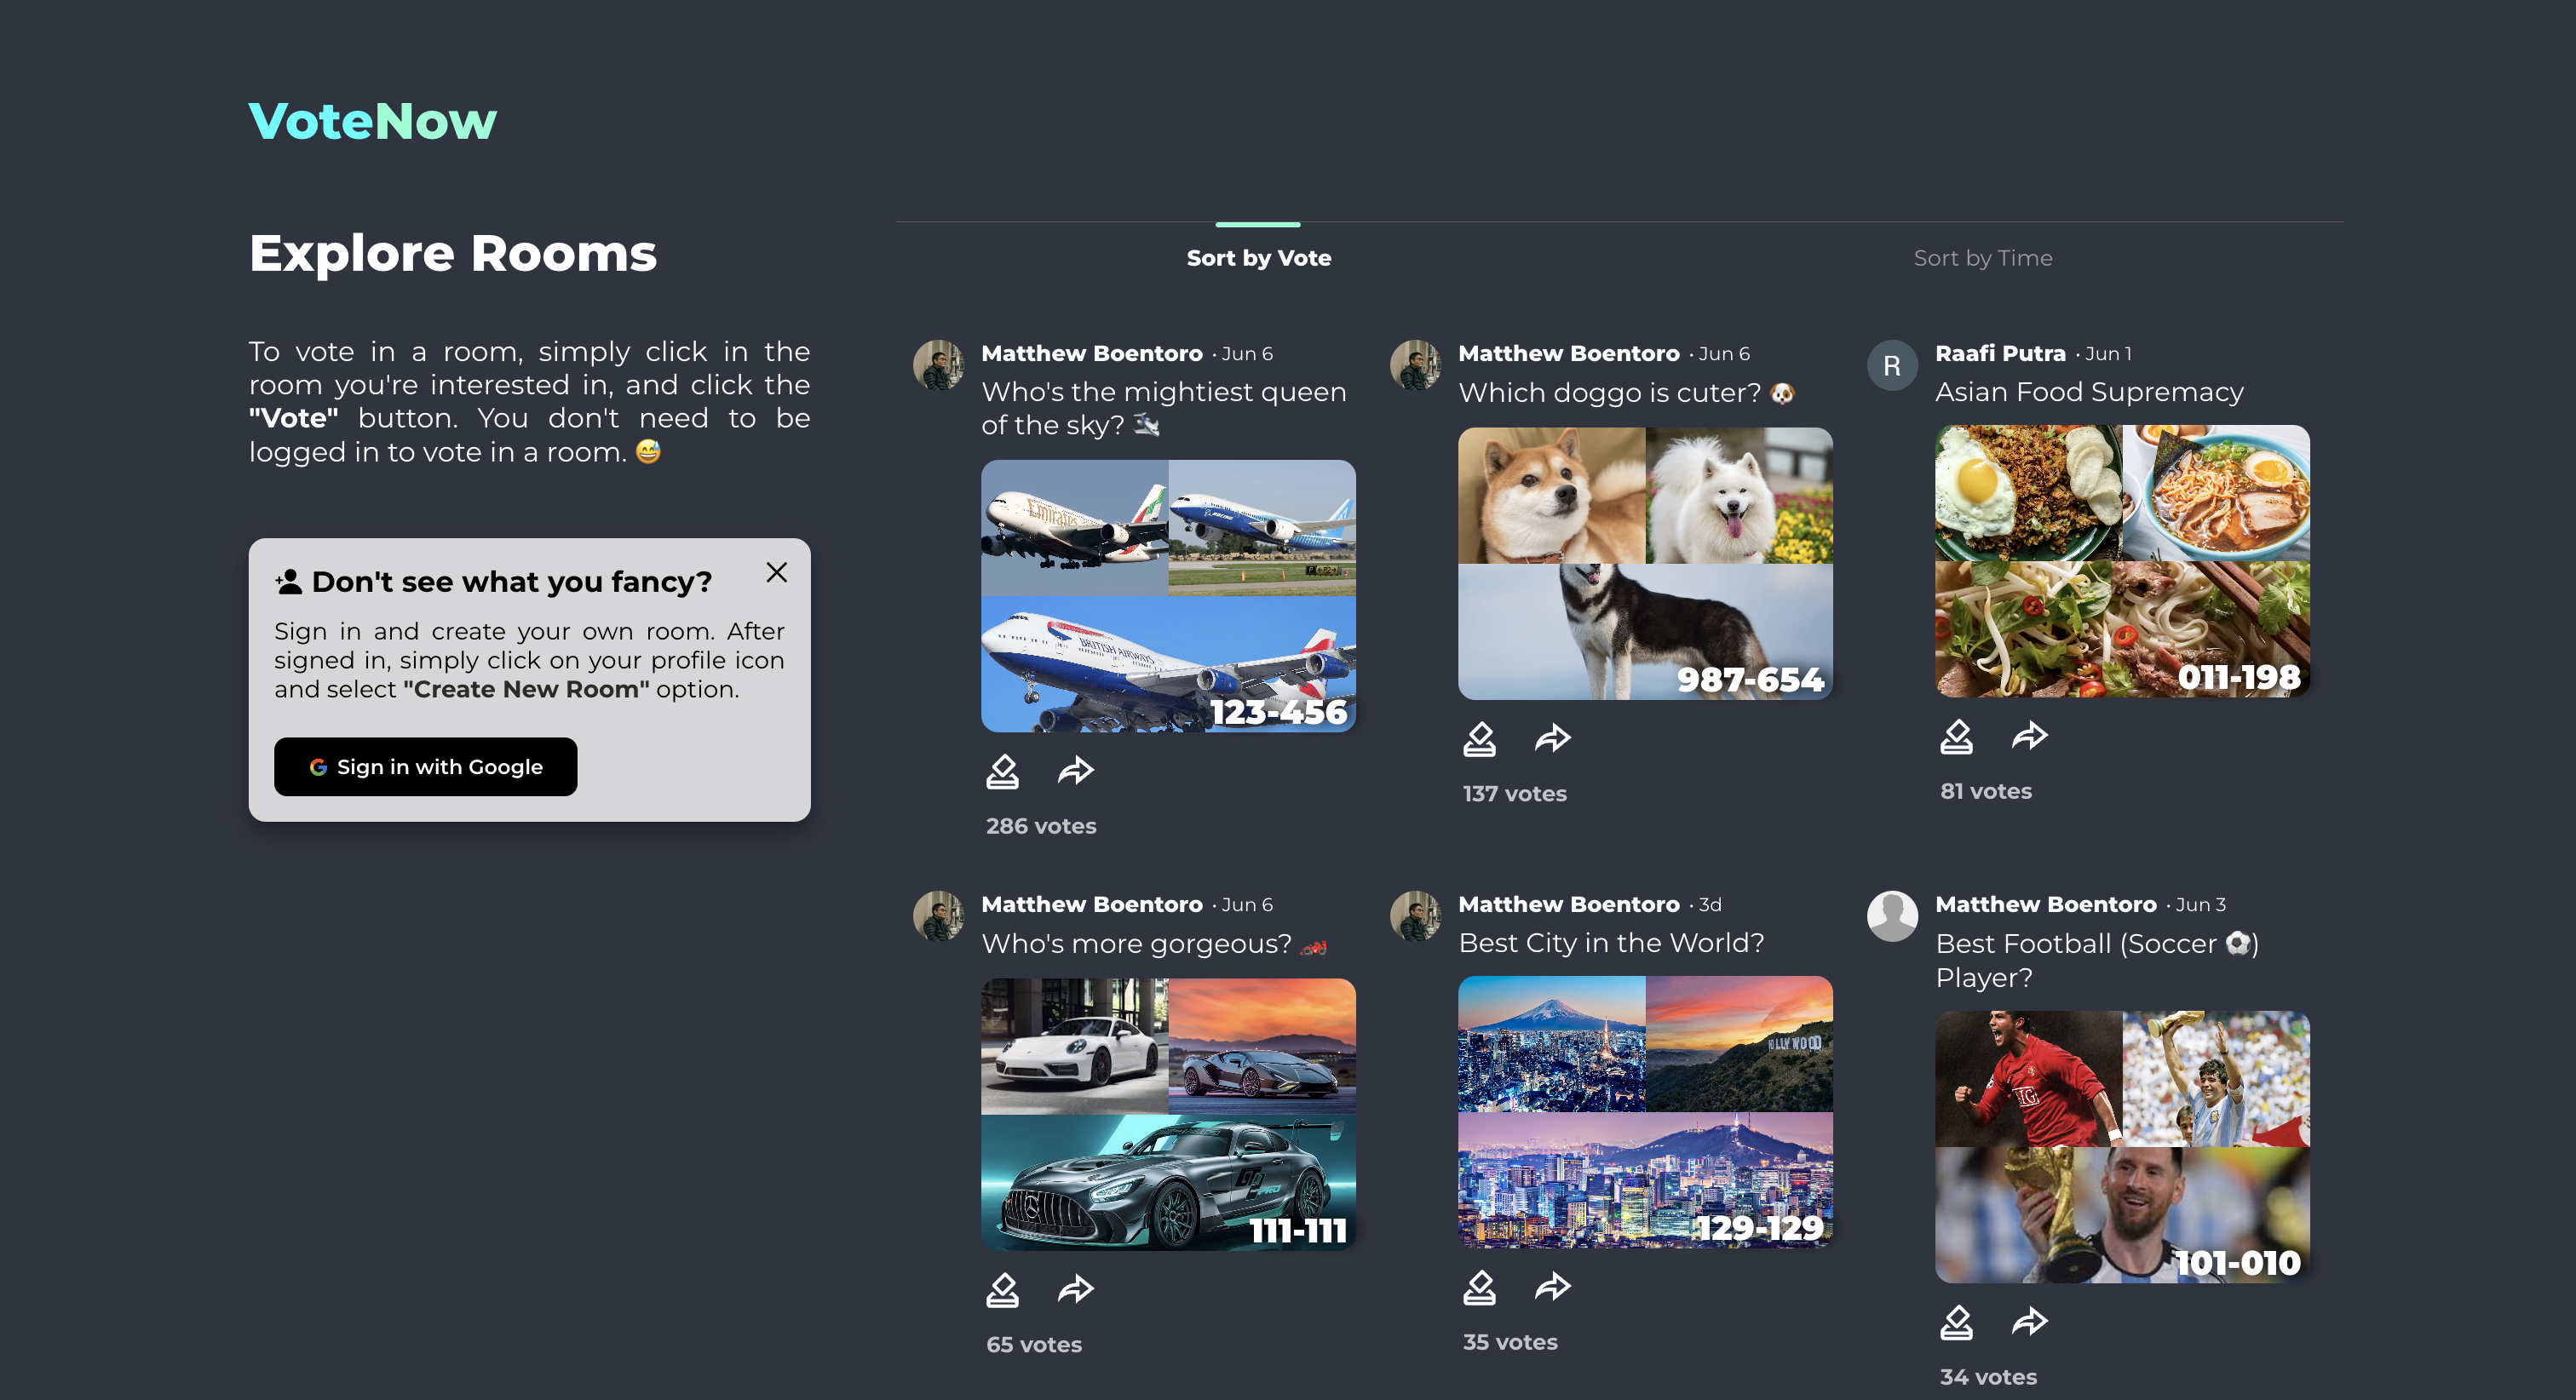 VoteNow
Explore Rooms
To vote in a room, simply click in the
room you're interested in, and click the
"Vote" button. You don't need to be
logged in to vote in a room. 😅
Don't see what you fancy?
Sign in and create your own room. After
signed in, simply click on your profile icon
and select "Create New Room" option.
Sign in with Google
Sort by Vote
Sort by Time
Matthew Boentoro · Jun 6
Who's the mightiest queen
of the sky? 🛩️
Emirates
BOEING
BRITISH AIRWAYS
123-456
286 votes
Matthew Boentoro · Jun 6
Which doggo is cuter? 🐶
987-654
137 votes
R
Raafi Putra · Jun 1
Asian Food Supremacy
011-198
81 votes
Matthew Boentoro · Jun 6
Who's more gorgeous? 🏎️
PRO
111-111
65 votes
Matthew Boentoro · 3d
Best City in the World?
HOLLYWOOD
129-129
35 votes
Matthew Boentoro · Jun 3
Best Football (Soccer ⚽)
Player?
AIG
101-010
34 votes